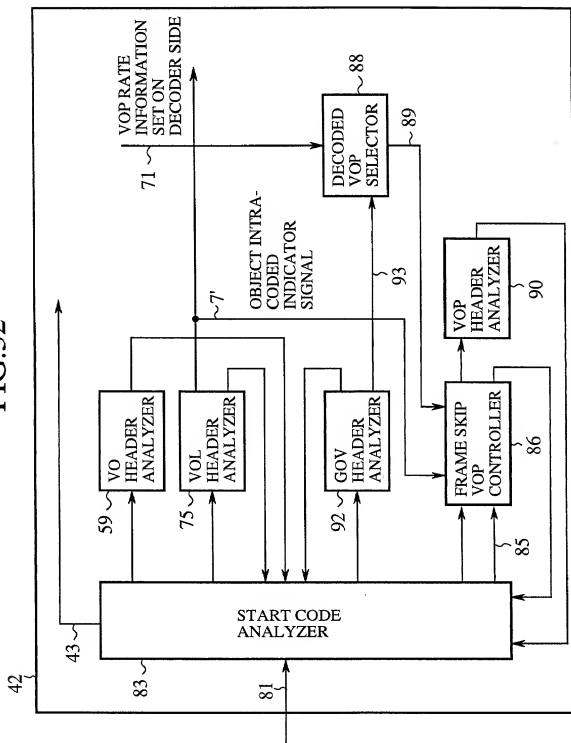 FIG.32
42
43
VOP RATE
INFORMATION
SET ON
DECODER SIDE
71
88
DECODED
VOP
SELECTOR
89
7'
OBJECT INTRA-
CODED
INDICATOR
SIGNAL
93
VOP
HEADER
ANALYZER
90
59
VO
HEADER
ANALYZER
75
VOL
HEADER
ANALYZER
92
GOV
HEADER
ANALYZER
FRAME SKIP
VOP
CONTROLLER
86
85
START CODE
ANALYZER
83
81